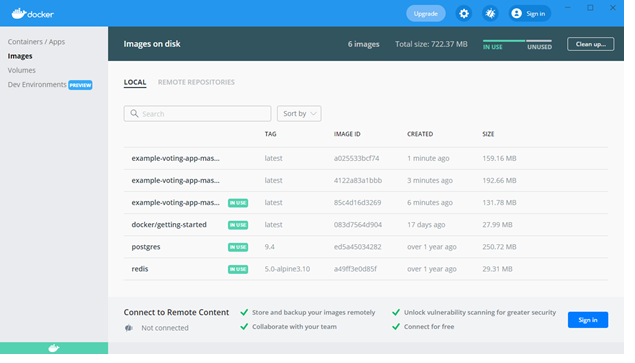 docker
Upgrade
Sign in
Containers / Apps
Images
Volumes
Dev Environments PREVIEW
Images on disk 6 images Total size: 722.37 MB IN USE UNUSED Clean up...
LOCAL REMOTE REPOSITORIES
Search Sort by
TAG IMAGE ID CREATED SIZE
example-voting-app-mas... latest a025533bcf74 1 minute ago 159.16 MB
example-voting-app-mas... latest 4122a83a1bbb 3 minutes ago 192.66 MB
example-voting-app-mas... IN USE latest 85c4d16d3269 6 minutes ago 131.78 MB
docker/getting-started IN USE latest 083d7564d904 17 days ago 27.99 MB
postgres IN USE 9.4 ed5a45034282 over 1 year ago 250.72 MB
redis IN USE 5.0-alpine3.10 a49ff3e0d85f over 1 year ago 29.31 MB
Connect to Remote Content
Not connected
Store and backup your images remotely
Unlock vulnerability scanning for greater security
Collaborate with your team
Connect for free
Sign in